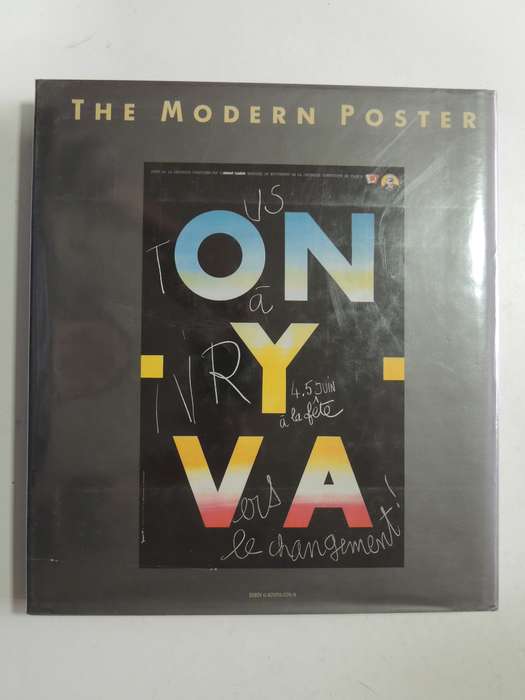 THE MODERN POSTER
TOUS
ON
à
IVRY
Y
4.5 JUIN
à la fête
VA
Vers
le changement!